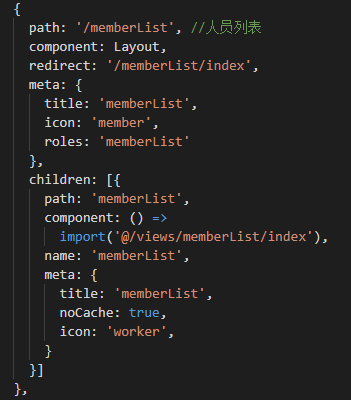 {
  path: '/memberList', //人员列表
  component: Layout,
  redirect: '/memberList/index',
  meta: {
    title: 'memberList',
    icon: 'member',
    roles: 'memberList'
  },
  children: [{
    path: 'memberList',
    component: () =>
      import('@/views/memberList/index'),
    name: 'memberList',
    meta: {
      title: 'memberList',
      noCache: true,
      icon: 'worker',
    }
  }]
},